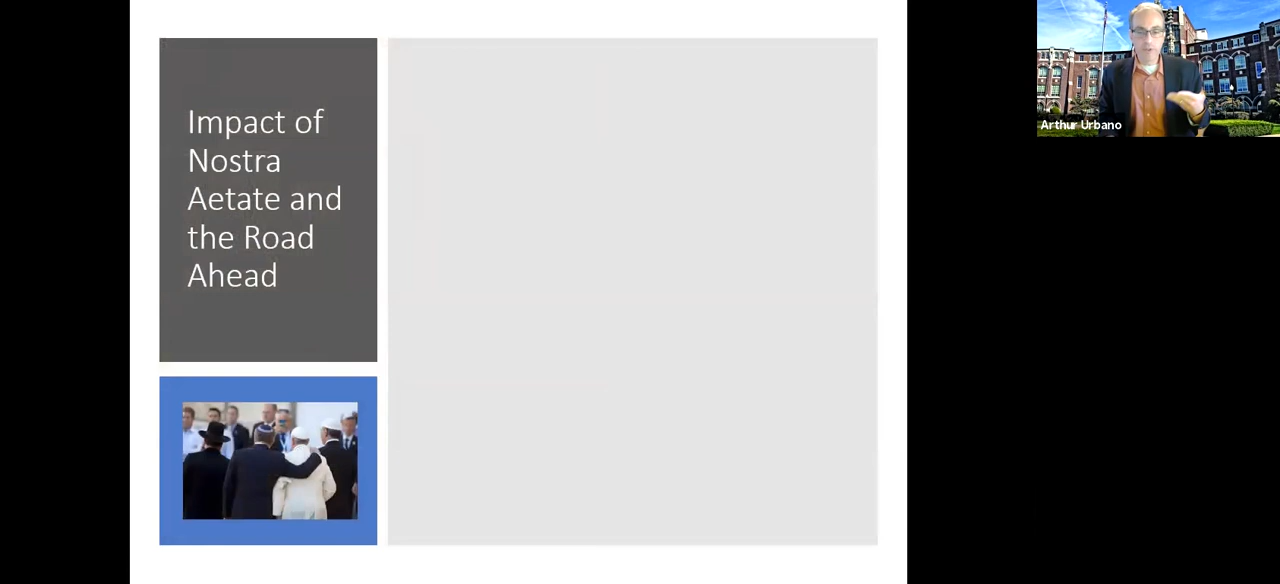 Impact of
Nostra
Aetate and
the Road
Ahead
Arthur Urbano